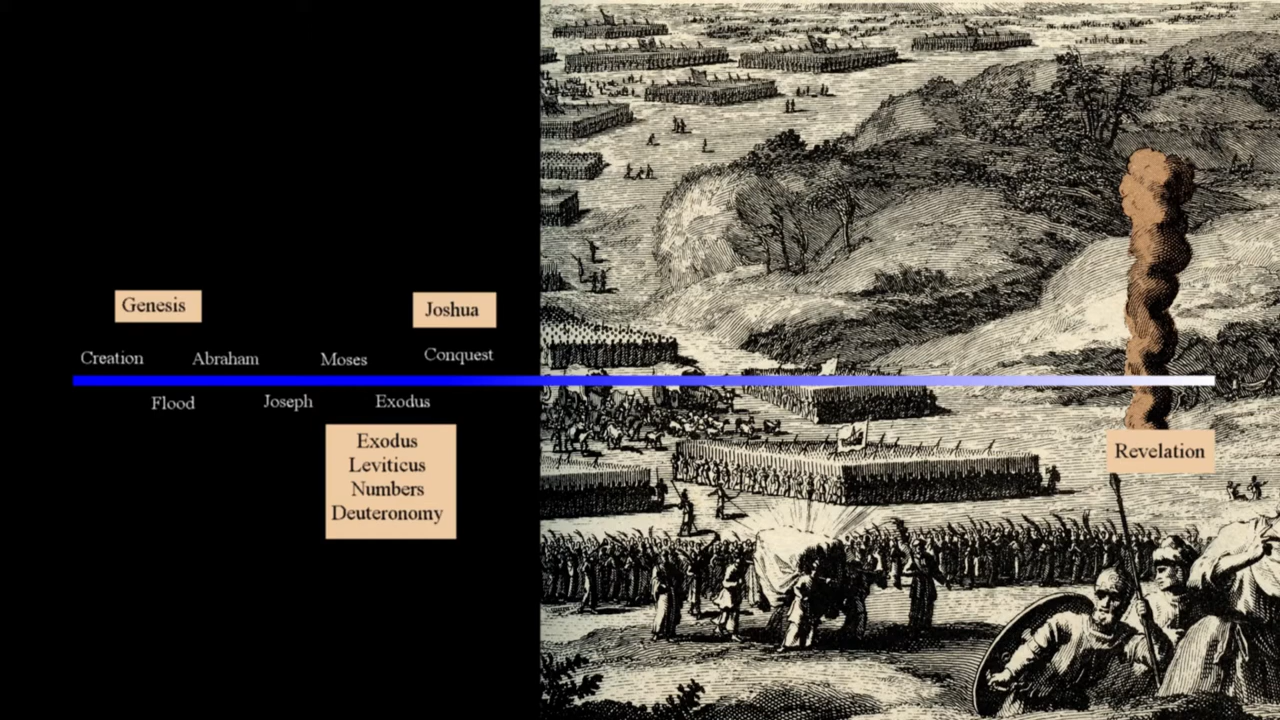 Genesis
Joshua
Creation
Abraham
Moses
Conquest
Flood
Joseph
Exodus
Exodus
Leviticus
Numbers
Deuteronomy
Revelation